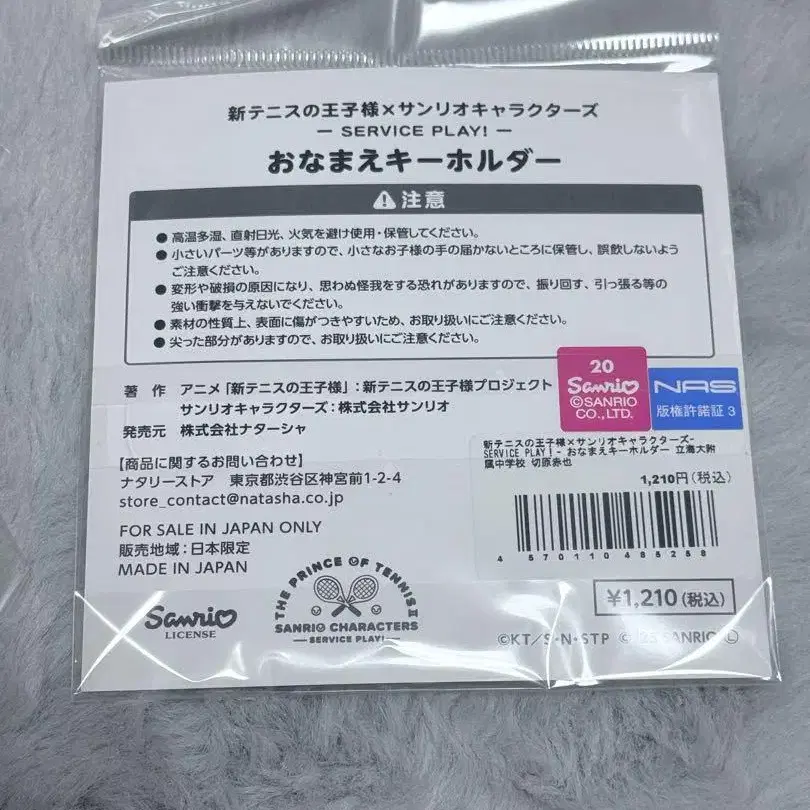 新テニスの王子様×サンリオキャラクターズ
— SERVICE PLAY! —
おなまえキーホルダー
⚠注意
●高温多湿、直射日光、火気を避け使用・保管してください。
●小さいパーツ等がありますので、小さなお子様の手の届かないところに保管し、誤飲しないよう
ご注意ください。
●変形や破損の原因になり、思わぬ怪我をする恐れがありますので、振り回す、引っ張る等の
強い衝撃を与えないでください。
●素材の性質上、表面に傷がつきやすいため、お取り扱いにご注意ください。
●尖った部分がありますので、お取り扱いにご注意ください。
著 作 アニメ「新テニスの王子様」:新テニスの王子様プロジェクト
サンリオキャラクターズ:株式会社サンリオ
発売元 株式会社ナターシャ
【商品に関するお問い合わせ】
ナタリーストア 東京都渋谷区神宮前1-2-4
store_contact@natasha.co.jp
FOR SALE IN JAPAN ONLY
販売地域:日本限定
MADE IN JAPAN
20
Sanrio
©SANRIO
CO.,LTD.
NAS
版権許諾証 3
新テニスの王子様×サンリオキャラクターズ-
SERVICE PLAY!- おなまえキーホルダー 立海大附
属中学校 切原赤也
1,210円(税込)
4 570110 485258
¥1,210(税込)
Sanrio
LICENSE
THE PRINCE OF TENNIS II
SANRIO CHARACTERS
—SERVICE PLAY!—
©KT/S・N・STP © '25 SANRIO Ⓛ